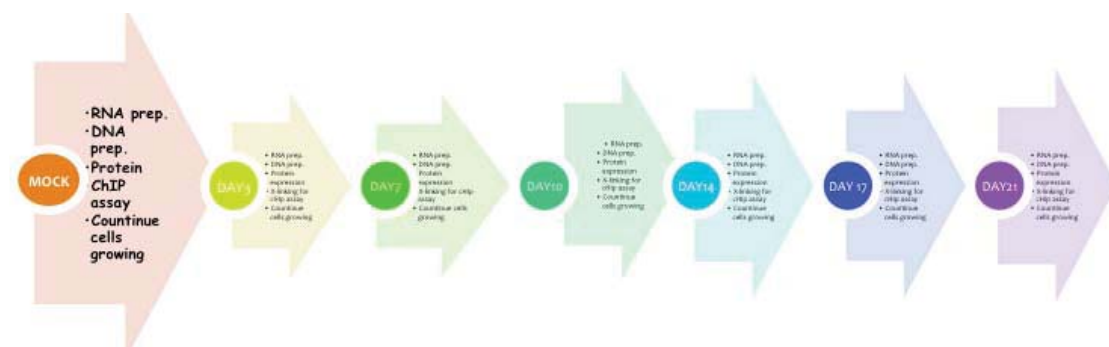 MOCK
·RNA prep.
·DNA
prep.
·Protein
ChIP
assay
·Countinue
cells
growing
DAY3
• RNA prep.
• DNA prep.
• Protein
expression
• X-linking for
cHip assay
• Countinue
cells growing
DAY7
• RNA prep.
• DNA prep.
• Protein
expression
• X-linking for cHip
assay
• Countinue cells
growing
DAY10
• RNA prep.
• DNA prep.
• Protein
expression
• X-linking for
cHip assay
• Countinue
cells growing
DAY14
• RNA prep.
• DNA prep.
• Protein
expression
• X-linking for
cHip assay
• Countinue
cells growing
DAY 17
• RNA prep.
• DNA prep.
• Protein
expression
• X-linking for
cHip assay
• Countinue
cells growing
DAY21
• RNA prep.
• DNA prep.
• Protein
expression
• X-linking for
cHip assay
• Countinue
cells growing